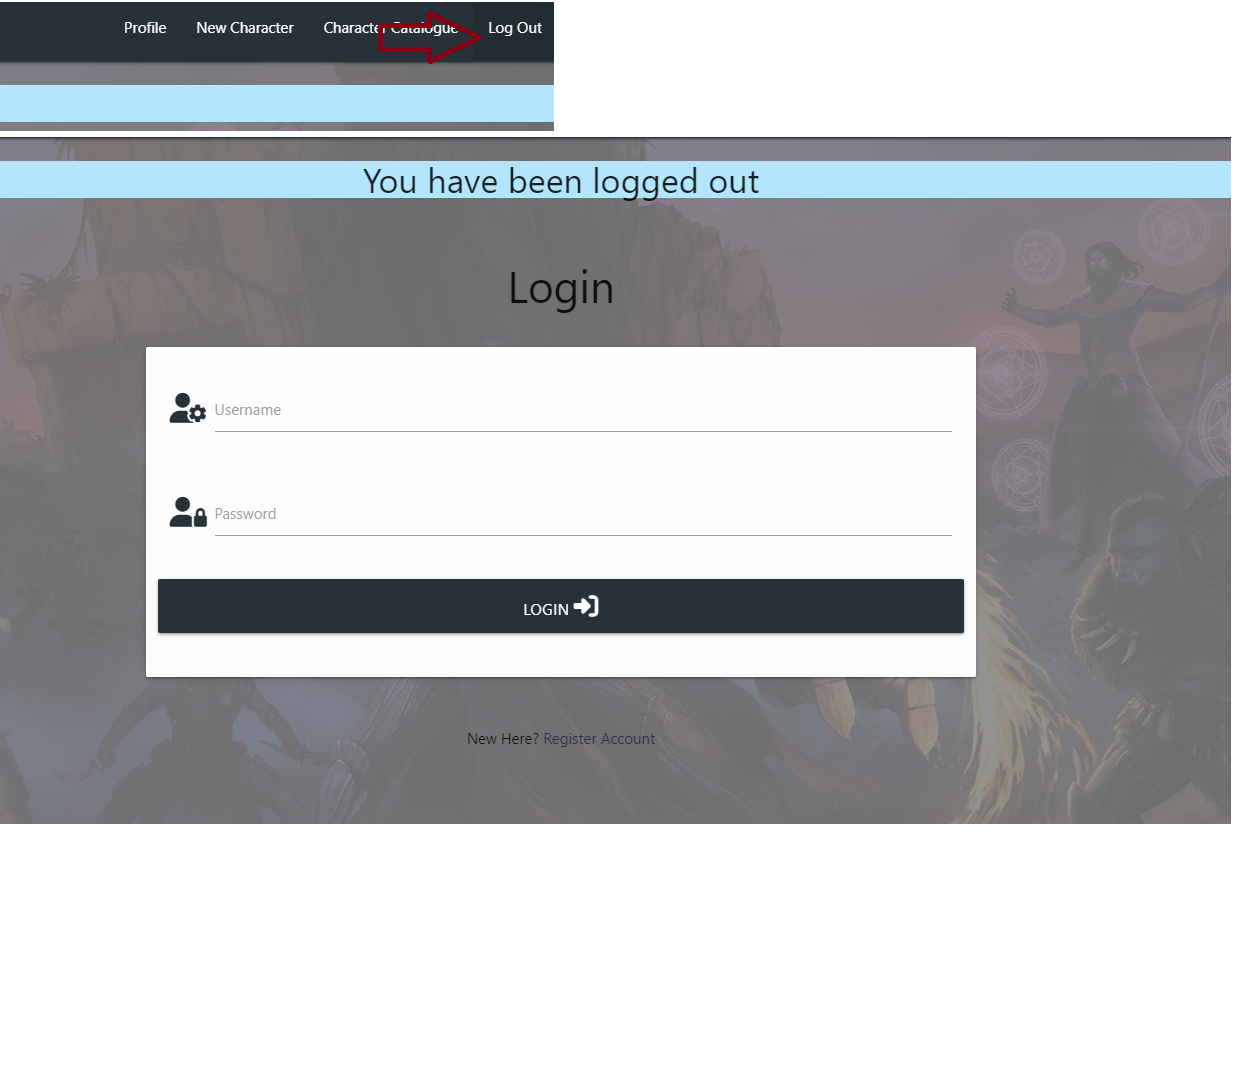 Profile New Character Character Catalogue Log Out
You have been logged out
Login
Username
Password
LOGIN
New Here? Register Account